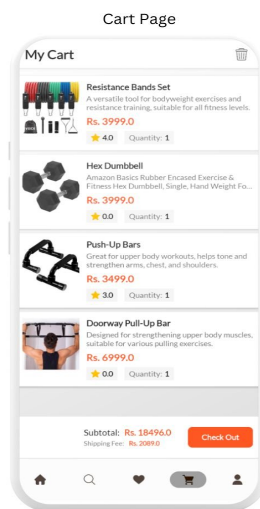 Cart Page
My Cart
Resistance Bands Set
A versatile tool for bodyweight exercises and
resistance training, suitable for all fitness levels.
Rs. 3999.0
4.0 Quantity: 1
Hex Dumbbell
Amazon Basics Rubber Encased Exercise &
Fitness Hex Dumbbell, Single, Hand Weight Fo...
Rs. 3999.0
0.0 Quantity: 1
Push-Up Bars
Great for upper body workouts, helps tone and
strengthen arms, chest, and shoulders.
Rs. 3499.0
3.0 Quantity: 1
Doorway Pull-Up Bar
Designed for strengthening upper body muscles,
suitable for various pulling exercises.
Rs. 6999.0
0.0 Quantity: 1
Subtotal: Rs. 18496.0
Shipping Fee: Rs. 2089.0
Check Out